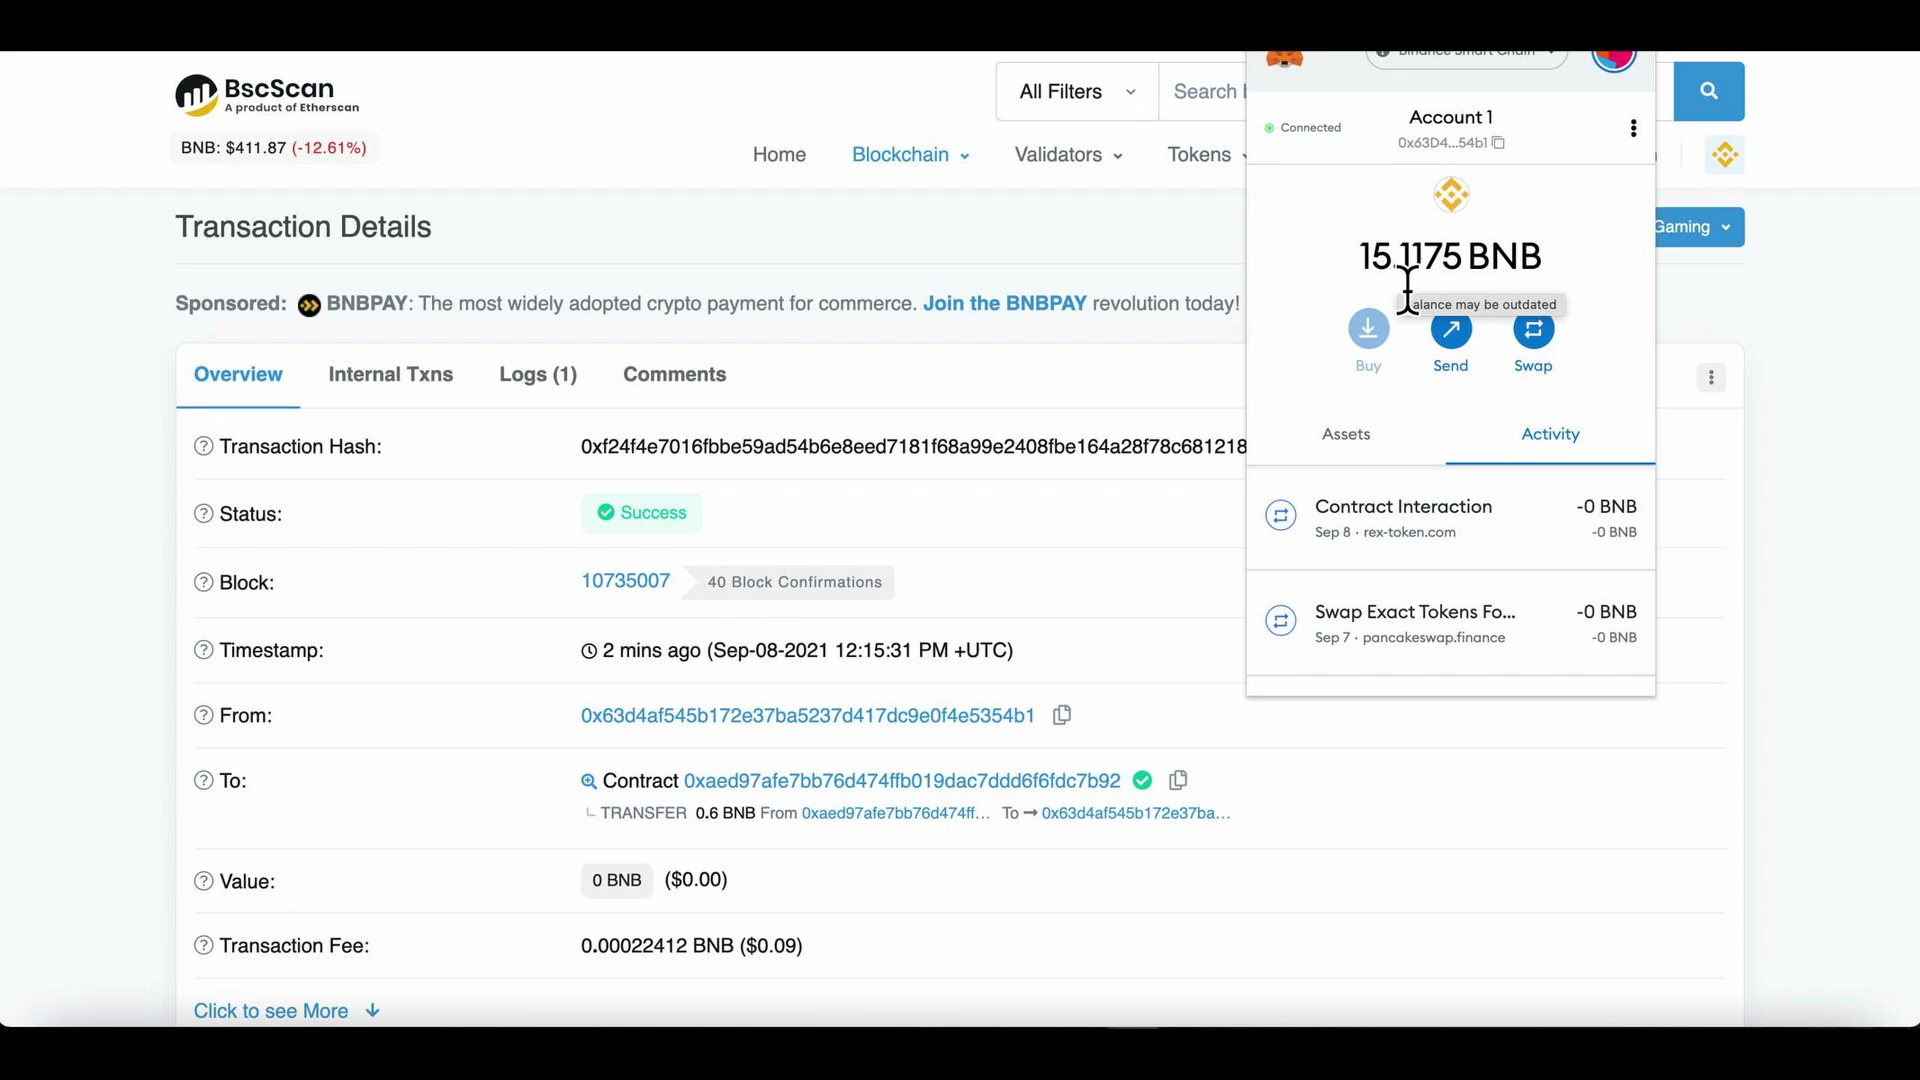 BscScan
A product of Etherscan
BNB: $411.87 (-12.61%)
All Filters
Search
Home
Blockchain
Validators
Tokens
Transaction Details
Gaming
Sponsored: BNBPAY: The most widely adopted crypto payment for commerce. Join the BNBPAY revolution today!
Overview
Internal Txns
Logs (1)
Comments
Transaction Hash: 0xf24f4e7016fbbe59ad54b6e8eed7181f68a99e2408fbe164a28f78c681218
Status: Success
Block: 10735007 40 Block Confirmations
Timestamp: 2 mins ago (Sep-08-2021 12:15:31 PM +UTC)
From: 0x63d4af545b172e37ba5237d417dc9e0f4e5354b1
To: Contract 0xaed97afe7bb76d474ffb019dac7ddd6f6fdc7b92
TRANSFER 0.6 BNB From 0xaed97afe7bb76d474ff... To → 0x63d4af545b172e37ba...
Value: 0 BNB ($0.00)
Transaction Fee: 0.00022412 BNB ($0.09)
Click to see More
Binance Smart Chain
Connected
Account 1
0x63D4...54b1
15.1175 BNB
alance may be outdated
Buy
Send
Swap
Assets
Activity
Contract Interaction -0 BNB
Sep 8 · rex-token.com -0 BNB
Swap Exact Tokens Fo... -0 BNB
Sep 7 · pancakeswap.finance -0 BNB